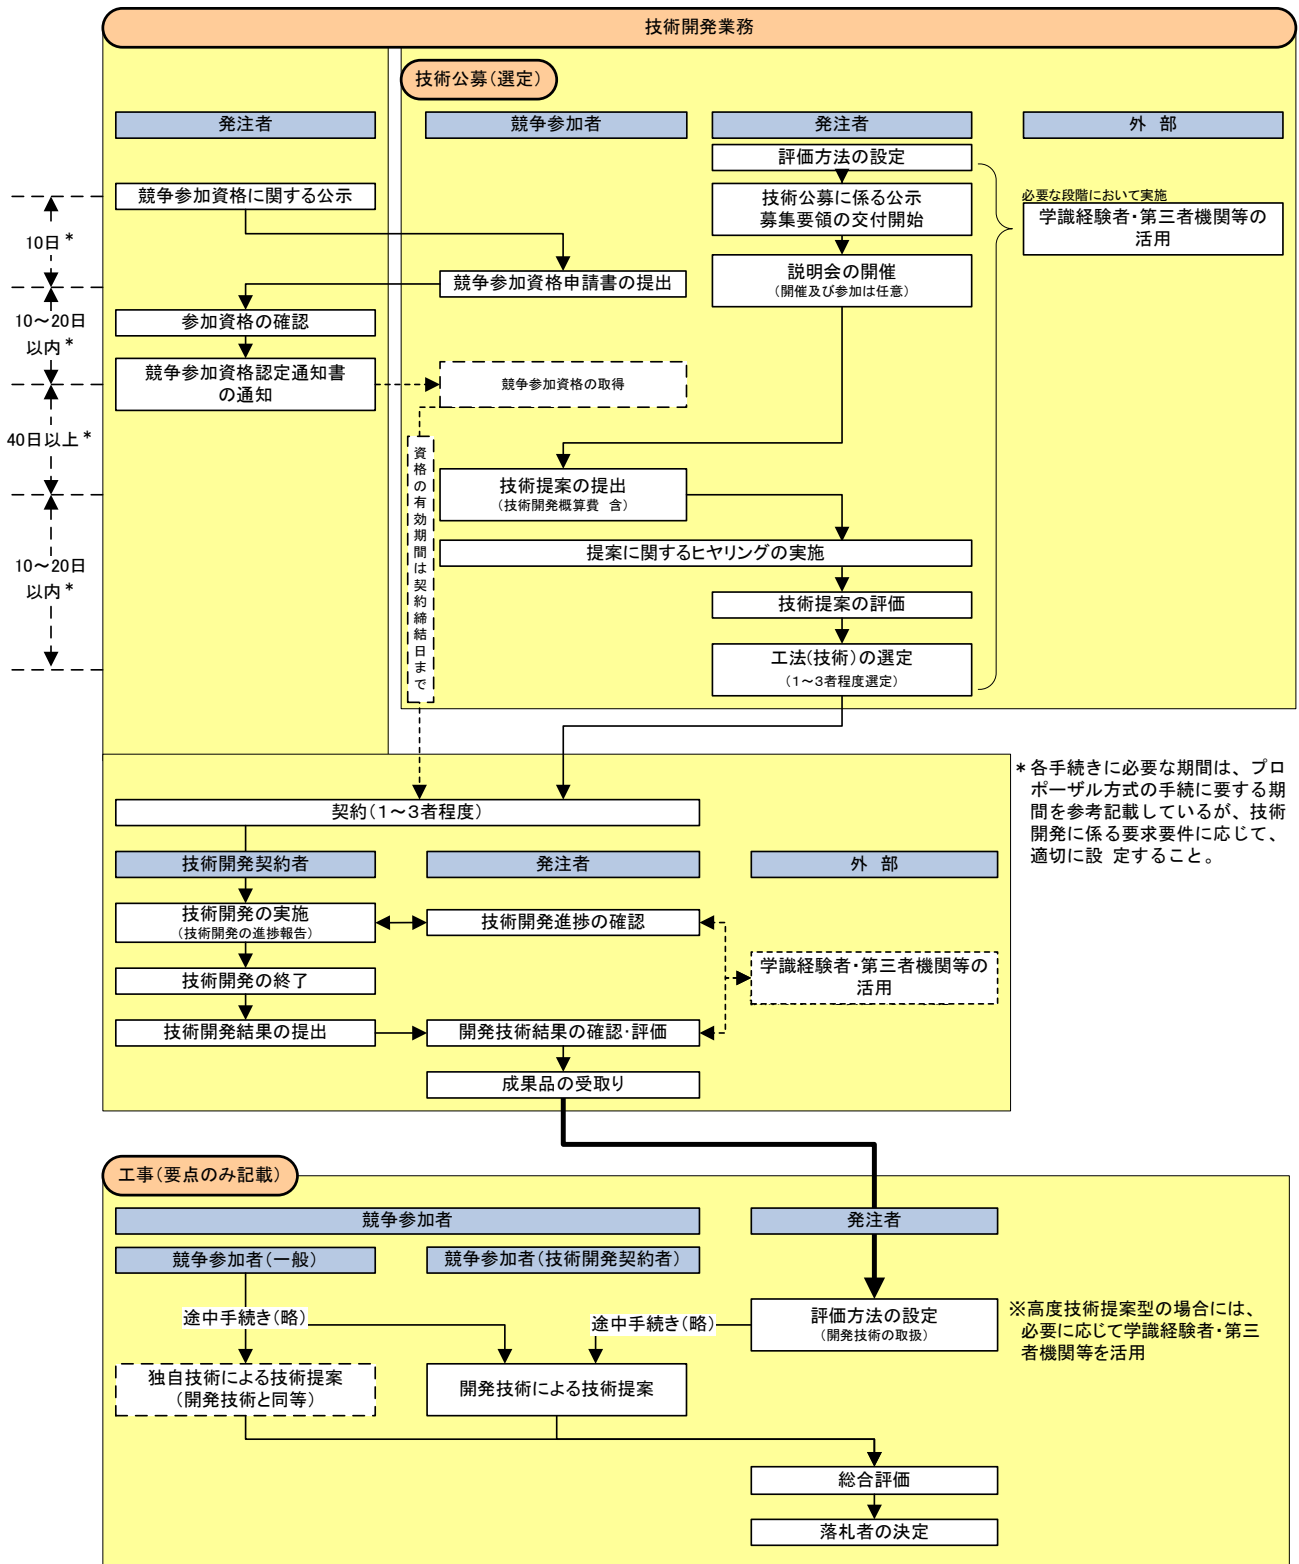 技術開発業務
技術公募(選定)
発注者
競争参加者
発注者
外 部
評価方法の設定
競争参加資格に関する公示
技術公募に係る公示
募集要領の交付開始
必要な段階において実施
学識経験者・第三者機関等の
活用
10日*
競争参加資格申請書の提出
説明会の開催
(開催及び参加は任意)
10～20日
以内*
参加資格の確認
競争参加資格認定通知書
の通知
競争参加資格の取得
40日以上*
資格の有効期間は契約締結日まで
技術提案の提出
(技術開発概算費 含)
提案に関するヒヤリングの実施
10～20日
以内*
技術提案の評価
工法(技術)の選定
(1～3者程度選定)
*各手続きに必要な期間は、プロ
ポーザル方式の手続に要する期
間を参考記載しているが、技術
開発に係る要求要件に応じて、
適切に設 定すること。
契約(1～3者程度)
技術開発契約者
発注者
外 部
技術開発の実施
(技術開発の進捗報告)
技術開発進捗の確認
学識経験者・第三者機関等の
活用
技術開発の終了
技術開発結果の提出
開発技術結果の確認・評価
成果品の受取り
工事(要点のみ記載)
競争参加者
発注者
競争参加者(一般)
競争参加者(技術開発契約者)
途中手続き(略)
途中手続き(略)
評価方法の設定
(開発技術の取扱)
※高度技術提案型の場合には、
必要に応じて学識経験者・第三
者機関等を活用
独自技術による技術提案
(開発技術と同等)
開発技術による技術提案
総合評価
落札者の決定